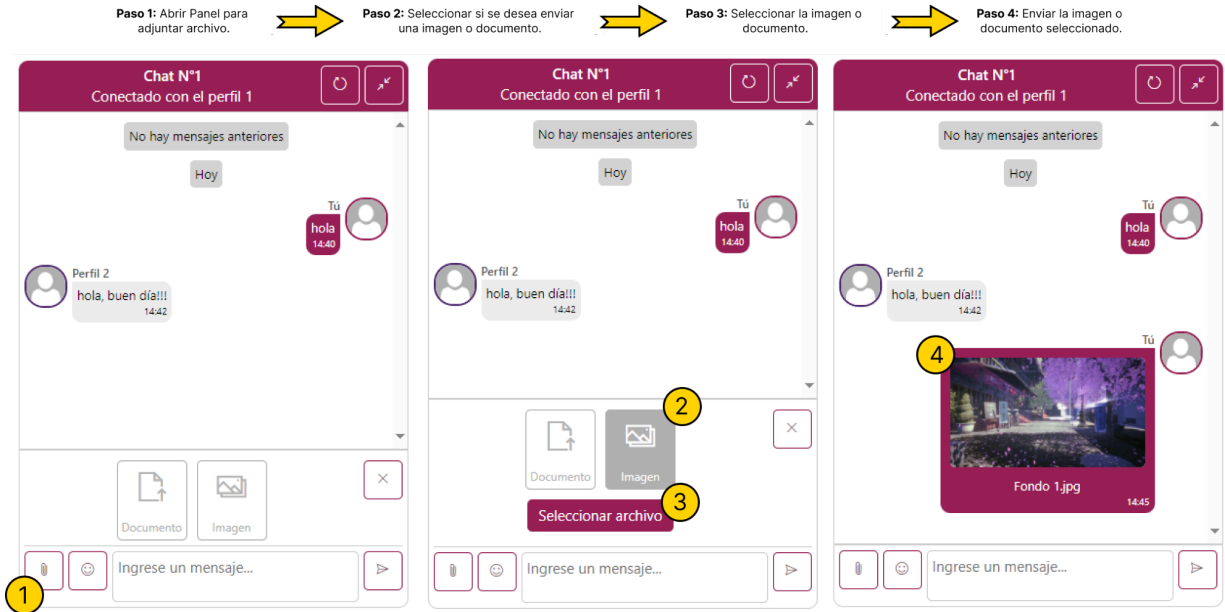 Paso 1: Abrir Panel para
adjuntar archivo.
Paso 2: Seleccionar si se desea enviar
una imagen o documento.
Paso 3: Seleccionar la imagen o
documento.
Paso 4: Enviar la imagen o
documento seleccionado.
Chat N°1
Conectado con el perfil 1
No hay mensajes anteriores
Hoy
Tú
hola
14:40
Perfil 2
hola, buen día!!!
14:42
Documento
Imagen
Ingrese un mensaje...
1
Chat N°1
Conectado con el perfil 1
No hay mensajes anteriores
Hoy
Tú
hola
14:40
Perfil 2
hola, buen día!!!
14:42
2
Documento
Imagen
Seleccionar archivo
3
Ingrese un mensaje...
Chat N°1
Conectado con el perfil 1
No hay mensajes anteriores
Hoy
Tú
hola
14:40
Perfil 2
hola, buen día!!!
14:42
Tú
4
Fondo 1.jpg
14:45
Ingrese un mensaje...